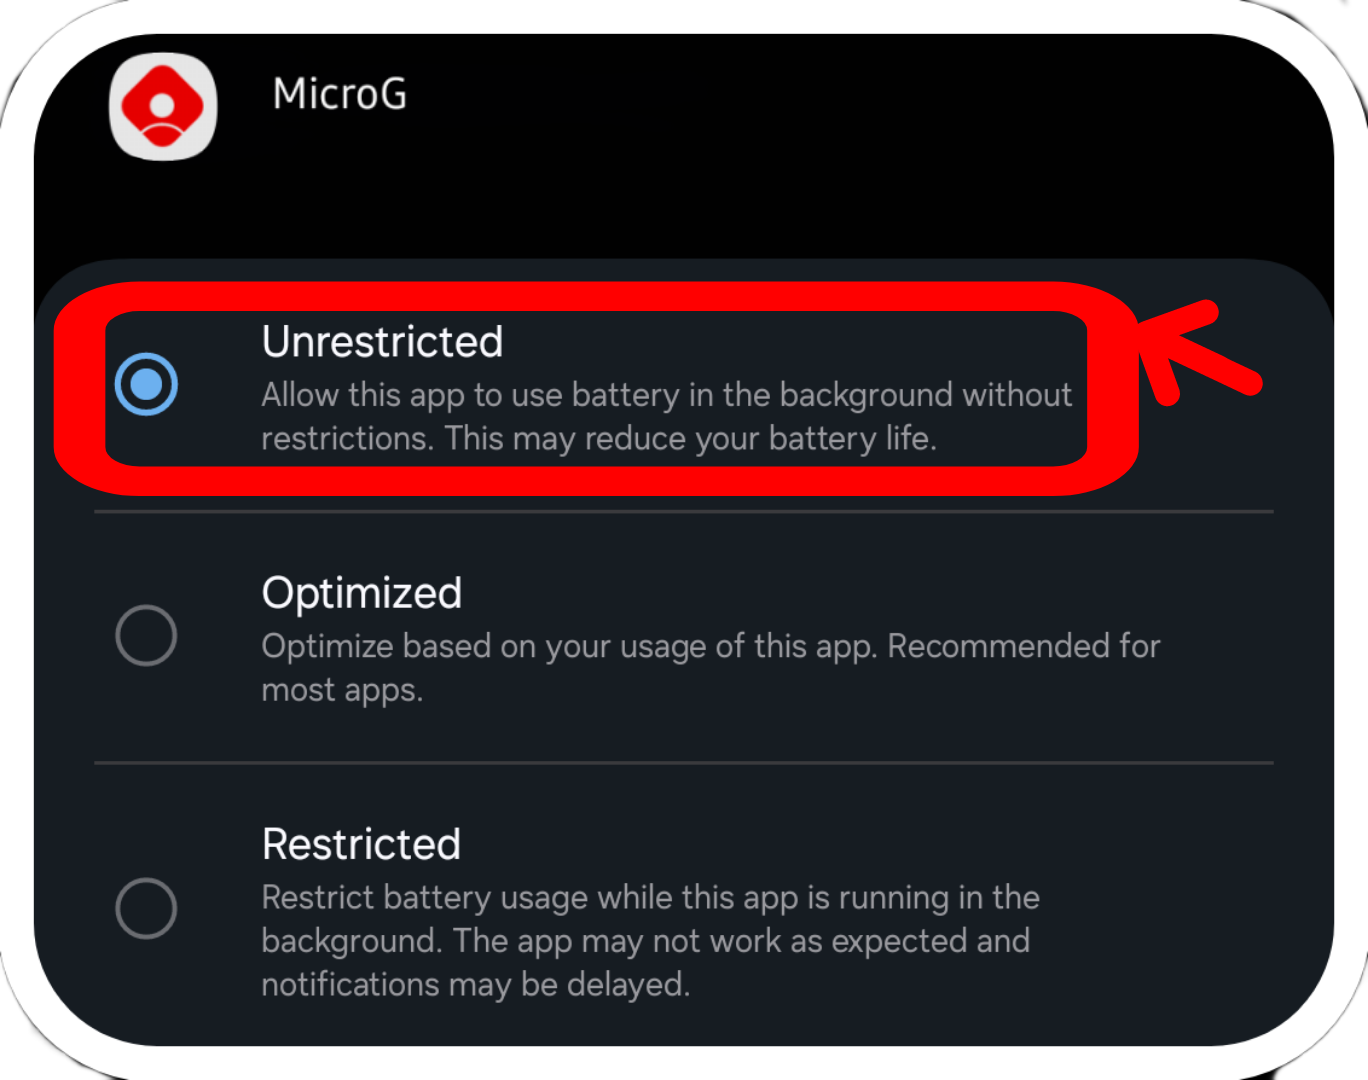 MicroG
Unrestricted
Allow this app to use battery in the background without
restrictions. This may reduce your battery life.
Optimized
Optimize based on your usage of this app. Recommended for
most apps.
Restricted
Restrict battery usage while this app is running in the
background. The app may not work as expected and
notifications may be delayed.